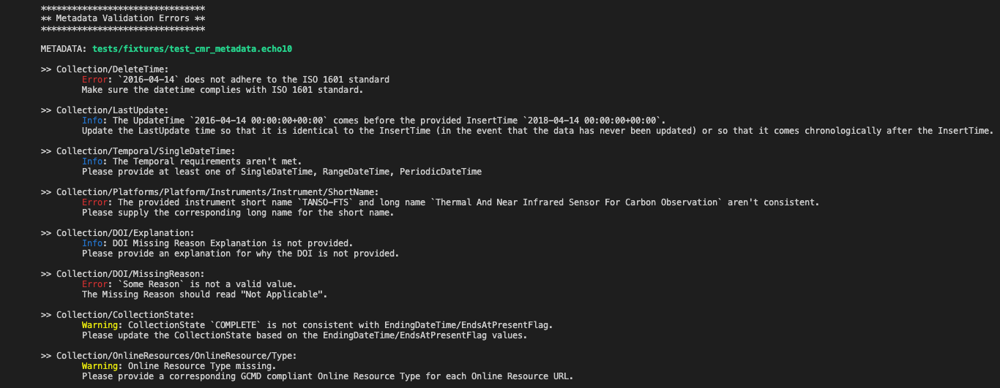 ********************************
** Metadata Validation Errors **
********************************
METADATA: tests/fixtures/test_cmr_metadata.echo10
>> Collection/DeleteTime:
Error: `2016-04-14` does not adhere to the ISO 1601 standard
Make sure the datetime complies with ISO 1601 standard.
>> Collection/LastUpdate:
Info: The UpdateTime `2016-04-14 00:00:00+00:00` comes before the provided InsertTime `2018-04-14 00:00:00+00:00`.
Update the LastUpdate time so that it is identical to the InsertTime (in the event that the data has never been updated) or so that it comes chronologically after the InsertTime.
>> Collection/Temporal/SingleDateTime:
Info: The Temporal requirements aren't met.
Please provide at least one of SingleDateTime, RangeDateTime, PeriodicDateTime
>> Collection/Platforms/Platform/Instruments/Instrument/ShortName:
Error: The provided instrument short name `TANSO-FTS` and long name `Thermal And Near Infrared Sensor For Carbon Observation` aren't consistent.
Please supply the corresponding long name for the short name.
>> Collection/DOI/Explanation:
Info: DOI Missing Reason Explanation is not provided.
Please provide an explanation for why the DOI is not provided.
>> Collection/DOI/MissingReason:
Error: `Some Reason` is not a valid value.
The Missing Reason should read "Not Applicable".
>> Collection/CollectionState:
Warning: CollectionState `COMPLETE` is not consistent with EndingDateTime/EndsAtPresentFlag.
Please update the CollectionState based on the EndingDateTime/EndsAtPresentFlag values.
>> Collection/OnlineResources/OnlineResource/Type:
Warning: Online Resource Type missing.
Please provide a corresponding GCMD compliant Online Resource Type for each Online Resource URL.